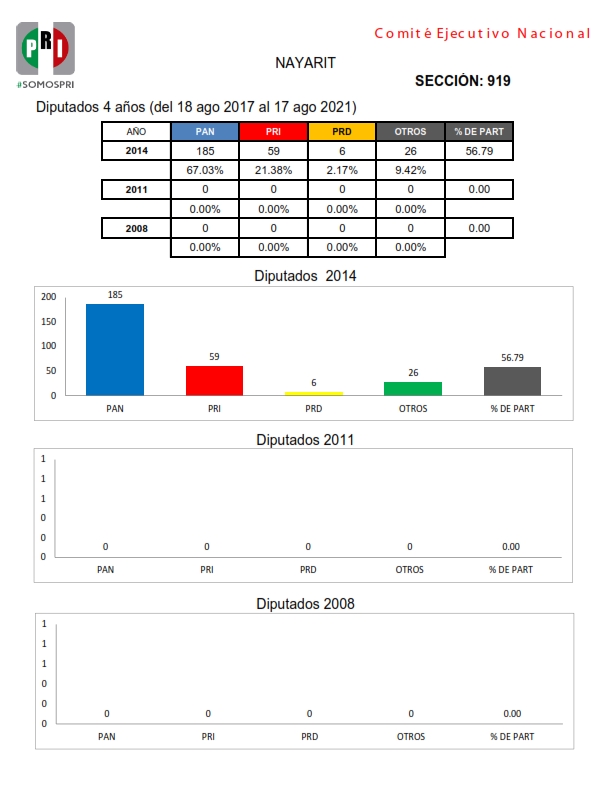 Comité Ejecutivo Nacional
PRI
#SOMOSPRI
NAYARIT
SECCIÓN: 919
Diputados 4 años (del 18 ago 2017 al 17 ago 2021)
AÑO PAN PRI PRD OTROS % DE PART
2014 185 59 6 26 56.79
67.03% 21.38% 2.17% 9.42%
2011 0 0 0 0 0.00
0.00% 0.00% 0.00% 0.00%
2008 0 0 0 0 0.00
0.00% 0.00% 0.00% 0.00%
Diputados 2014
200
150
100
50
0
185 59 6 26 56.79
PAN PRI PRD OTROS % DE PART
Diputados 2011
1
1
1
0
0
0
0 0 0 0 0.00
PAN PRI PRD OTROS % DE PART
Diputados 2008
1
1
1
0
0
0
0 0 0 0 0.00
PAN PRI PRD OTROS % DE PART